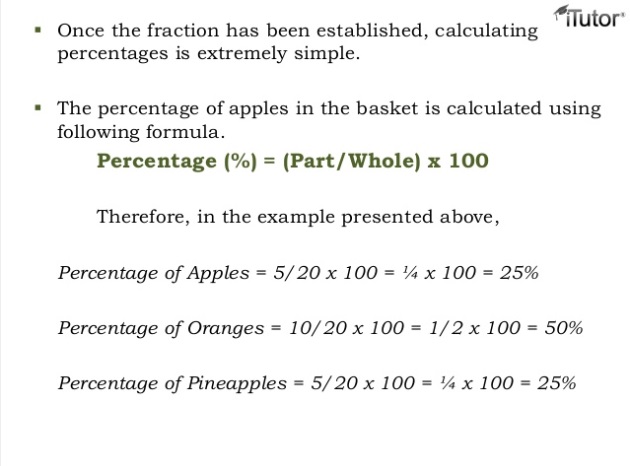 iTutor
Once the fraction has been established, calculating
percentages is extremely simple.
The percentage of apples in the basket is calculated using
following formula.
Percentage (%) = (Part/Whole) x 100
Therefore, in the example presented above,
Percentage of Apples = 5/20 x 100 = ¼ x 100 = 25%
Percentage of Oranges = 10/20 x 100 = 1/2 x 100 = 50%
Percentage of Pineapples = 5/20 x 100 = ¼ x 100 = 25%